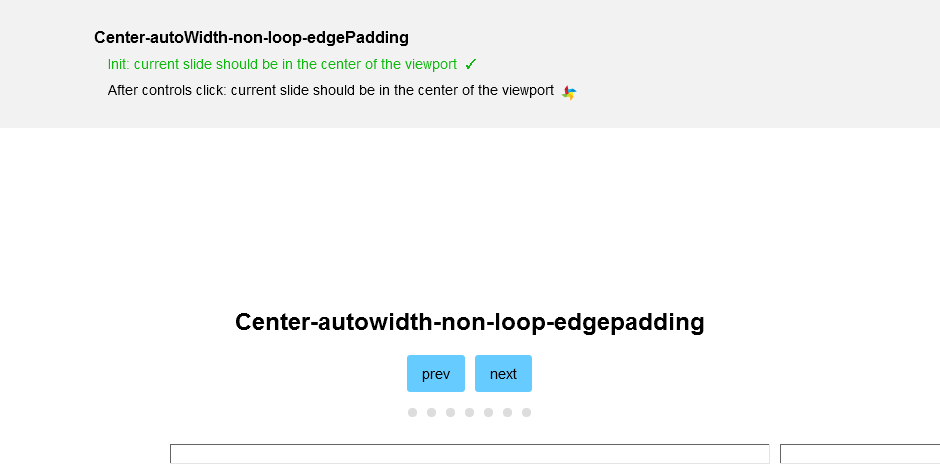 Center-autoWidth-non-loop-edgePadding
Init: current slide should be in the center of the viewport ✓
After controls click: current slide should be in the center of the viewport
Center-autowidth-non-loop-edgepadding
prev next